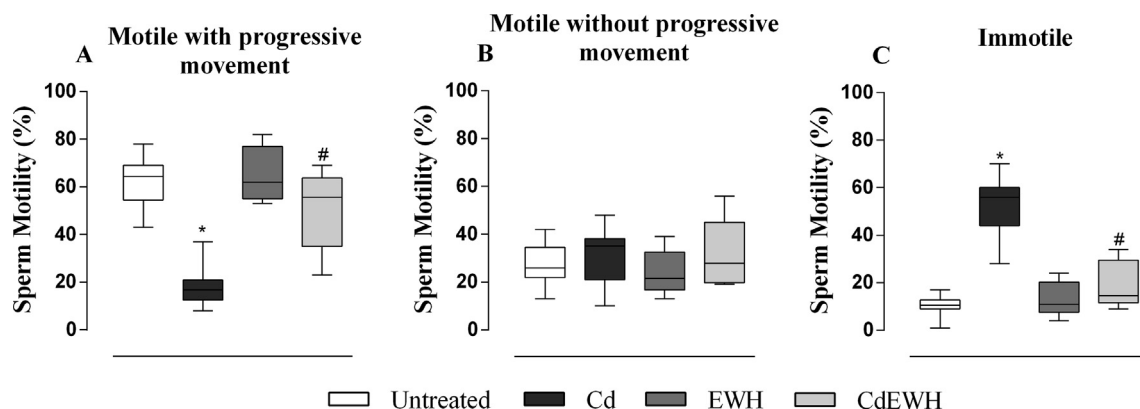 A
Motile with progressive
movement
Sperm Motility (%)
100
80
60
40
20
0
*
#
B
Motile without progressive
movement
Sperm Motility (%)
100
80
60
40
20
0
C
Immotile
Sperm Motility (%)
100
80
60
40
20
0
*
#
Untreated
Cd
EWH
CdEWH